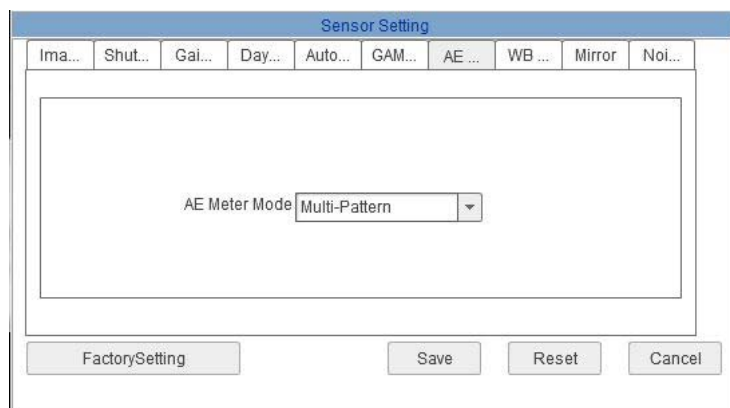 Sensor Setting
Ima... Shut... Gai... Day... Auto... GAM... AE ... WB ... Mirror Noi...
AE Meter Mode Multi-Pattern
FactorySetting Save Reset Cancel